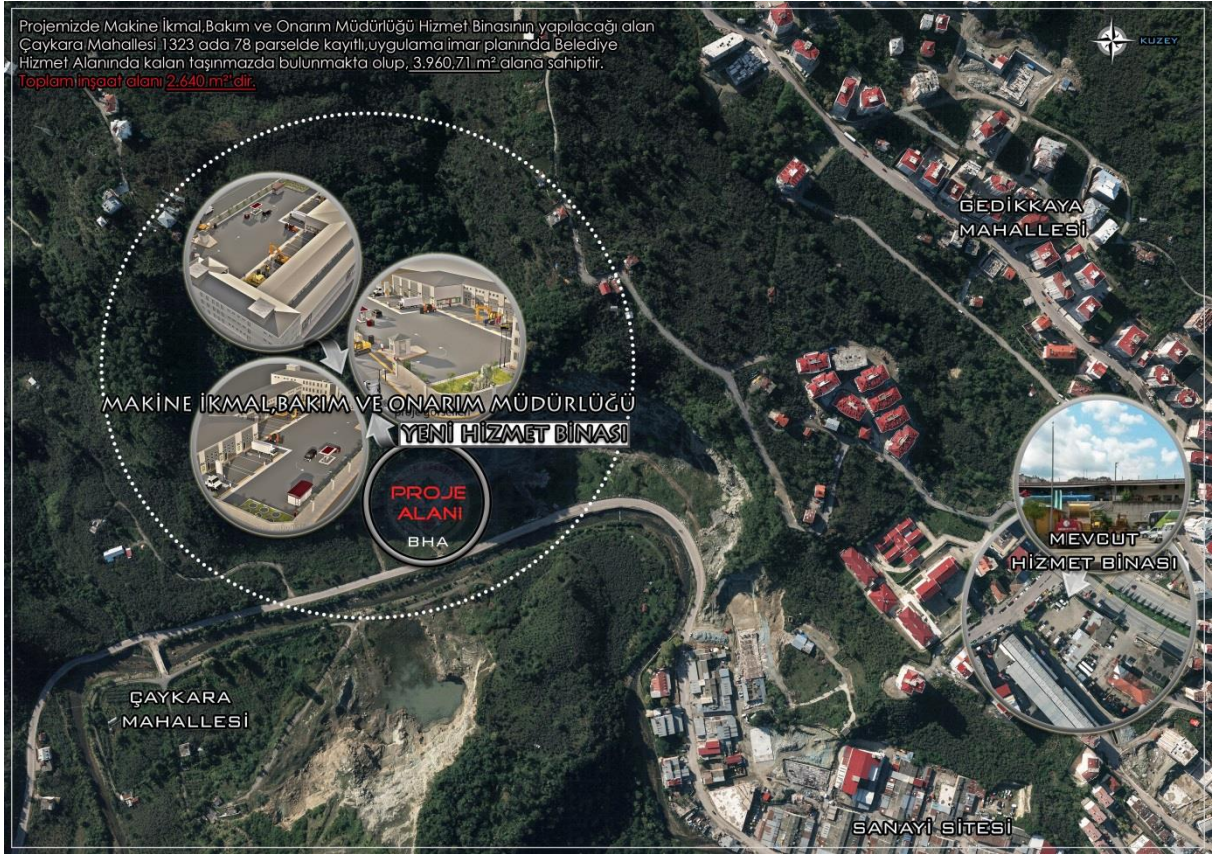 Projemizde Makine İkmal,Bakım ve Onarım Müdürlüğü Hizmet Binasının yapılacağı alan
Çaykara Mahallesi 1323 ada 78 parselde kayıtlı,uygulama imar planında Belediye
Hizmet Alanında kalan taşınmazda bulunmakta olup, 3.960,71 m² alana sahiptir.
Toplam inşaat alanı 2.640 m²'dir.
KUZEY
GEDİKKAYA
MAHALLESİ
MAKİNE İKMAL,BAKIM VE ONARIM MÜDÜRLÜĞÜ
YENİ HİZMET BİNASI
PROJE
ALANI
BHA
MEVCUT
HİZMET BİNASI
ÇAYKARA
MAHALLESİ
SANAYİ SİTESİ